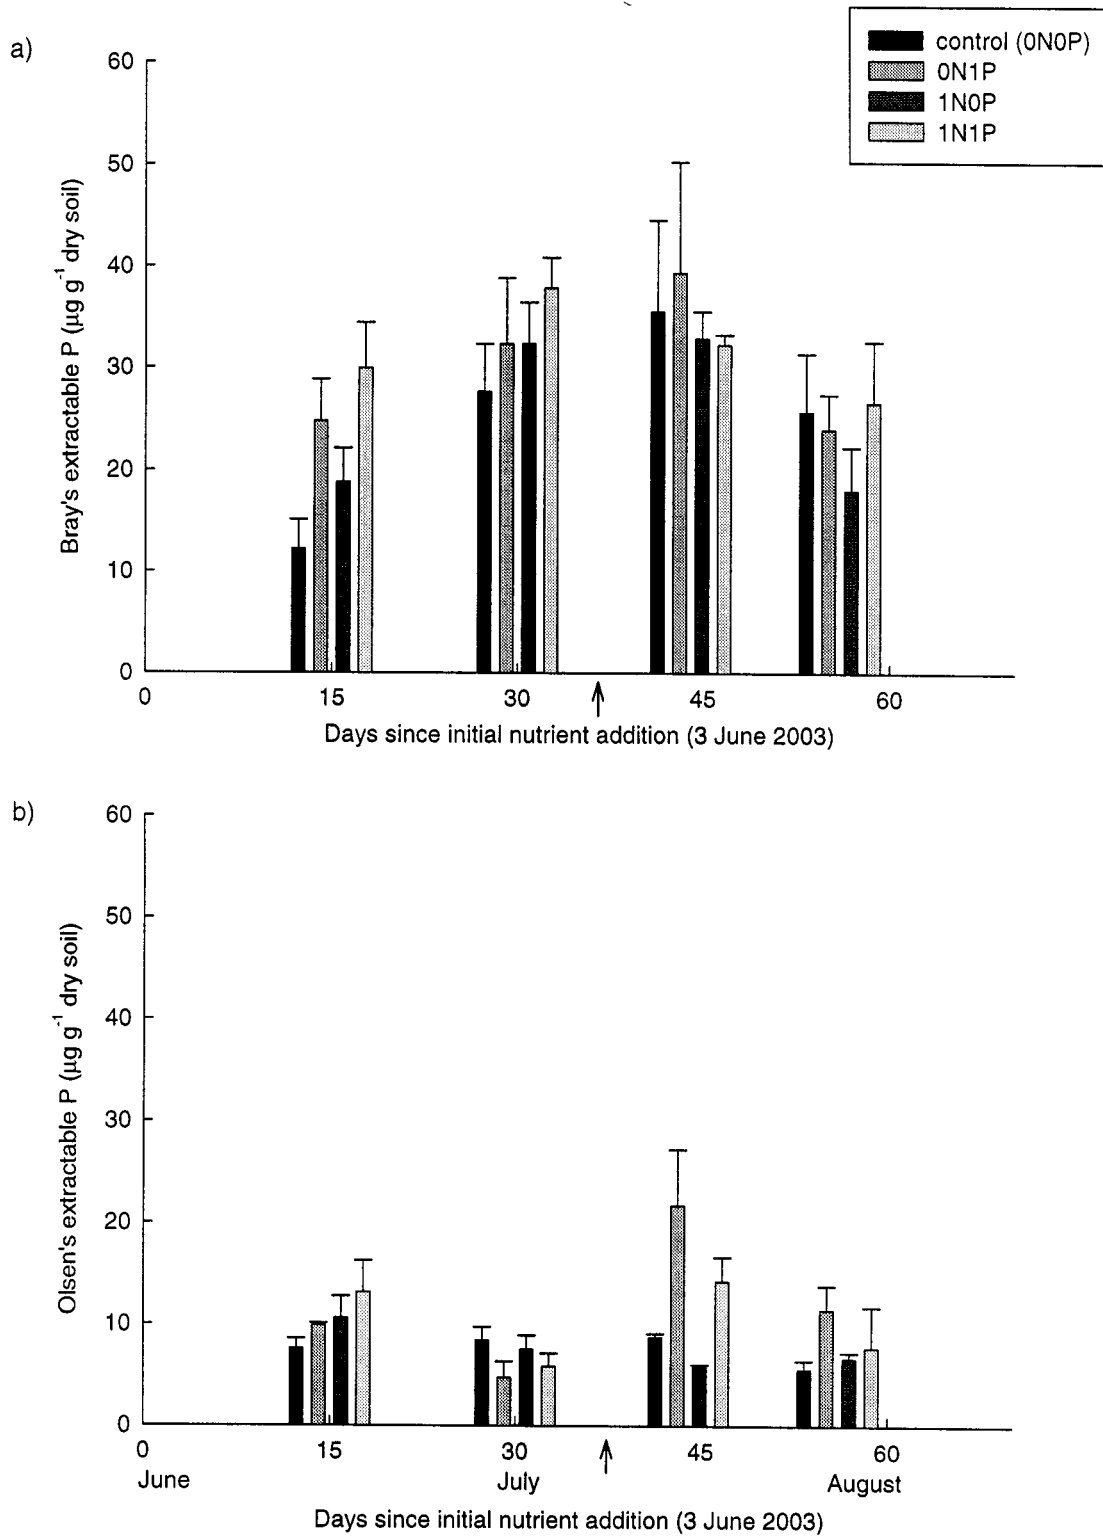 a)
control (0N0P)
0N1P
1N0P
1N1P
60
50
40
30
20
10
0
Bray's extractable P (µg g⁻¹ dry soil)
0 15 30 45 60
Days since initial nutrient addition (3 June 2003)
b)
60
50
40
30
20
10
0
Olsen's extractable P (µg g⁻¹ dry soil)
0 15 30 45 60
June July August
Days since initial nutrient addition (3 June 2003)